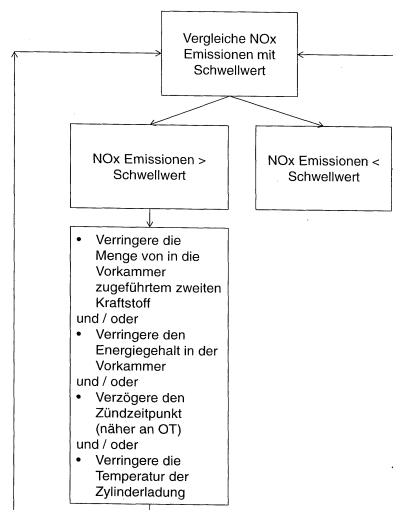 Vergleiche NOx
Emissionen mit
Schwellwert
NOx Emissionen >
Schwellwert
NOx Emissionen <
Schwellwert
• Verringere die
Menge von in die
Vorkammer
zugeführtem zweiten
Kraftstoff
und / oder
• Verringere den
Energiegehalt in der
Vorkammer
und / oder
• Verzögere den
Zündzeitpunkt
(näher an OT)
und / oder
• Verringere die
Temperatur der
Zylinderladung